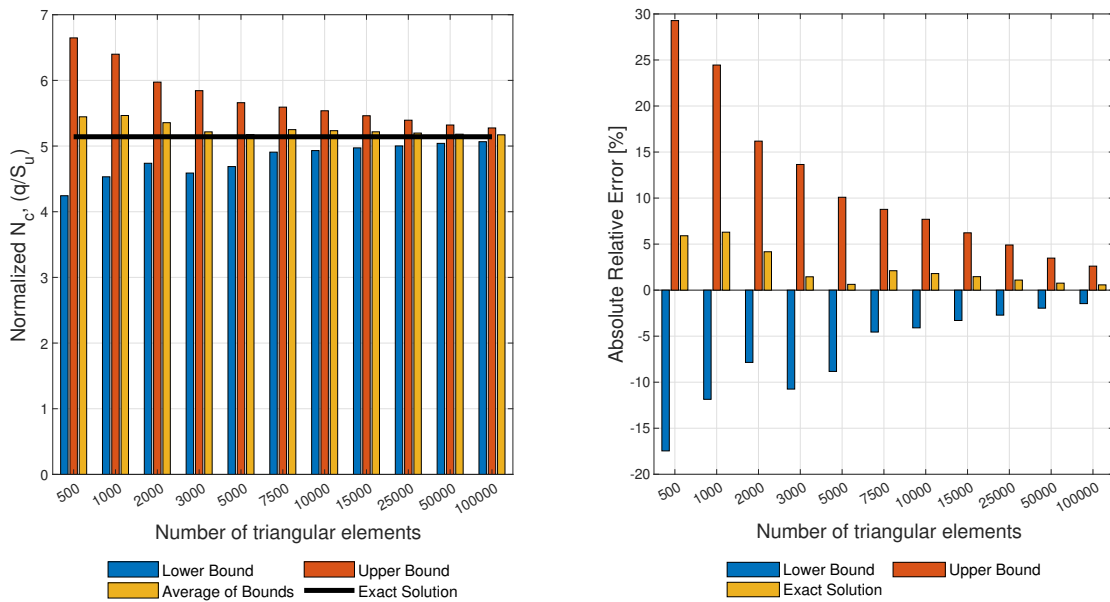 7
6
5
4
3
2
1
0
Normalized N_c, (q/S_u)
500 1000 2000 3000 5000 7500 10000 15000 25000 50000 100000
Number of triangular elements
Lower Bound Upper Bound
Average of Bounds Exact Solution
30
25
20
15
10
5
0
-5
-10
-15
-20
Absolute Relative Error [%]
500 1000 2000 3000 5000 7500 10000 15000 25000 50000 100000
Number of triangular elements
Lower Bound Upper Bound
Exact Solution